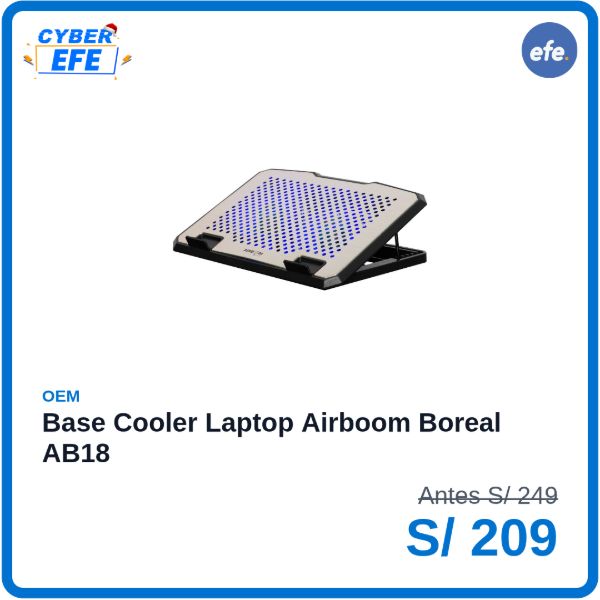 CYBER
EFE
efe.
OEM
Base Cooler Laptop Airboom Boreal
AB18
Antes S/ 249
S/ 209